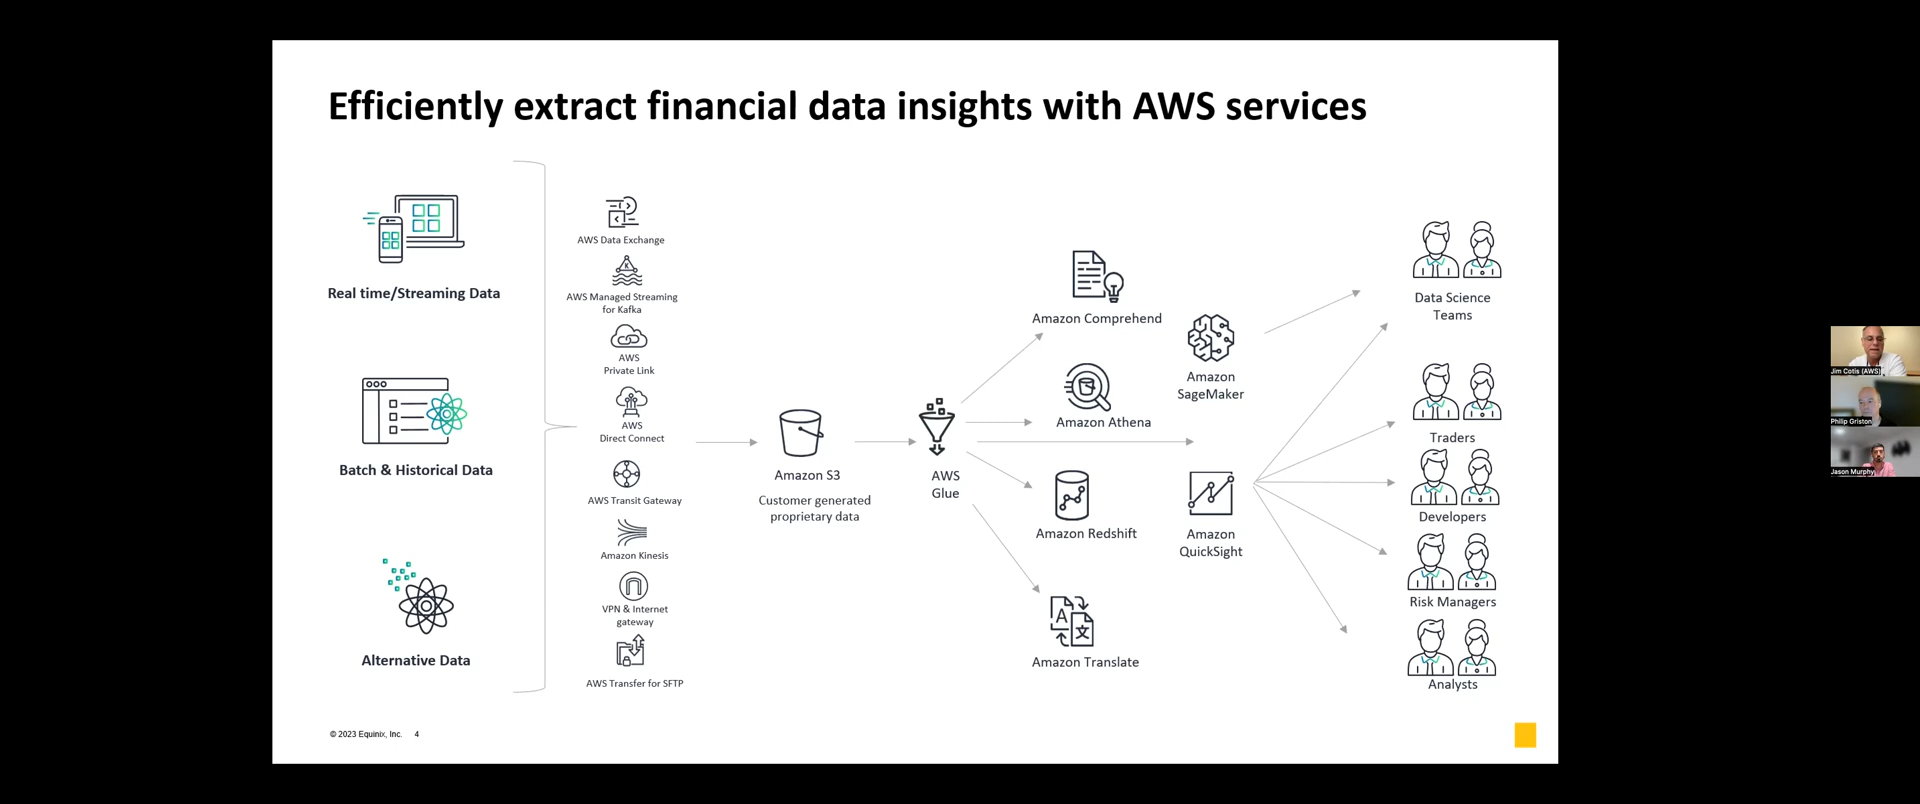 Efficiently extract financial data insights with AWS services
Real time/Streaming Data
Batch & Historical Data
Alternative Data
AWS Data Exchange
AWS Managed Streaming
for Kafka
AWS
Private Link
AWS
Direct Connect
AWS Transit Gateway
Amazon Kinesis
VPN & Internet
gateway
AWS Transfer for SFTP
Amazon S3
Customer generated
proprietary data
AWS
Glue
Amazon Comprehend
Amazon Athena
Amazon Redshift
A
文
Amazon Translate
Amazon
SageMaker
Amazon
QuickSight
Data Science
Teams
Traders
Developers
Risk Managers
Analysts
© 2023 Equinix, Inc. 4
Jim Cotis (AWS)
Philip Griston
Jason Murphy